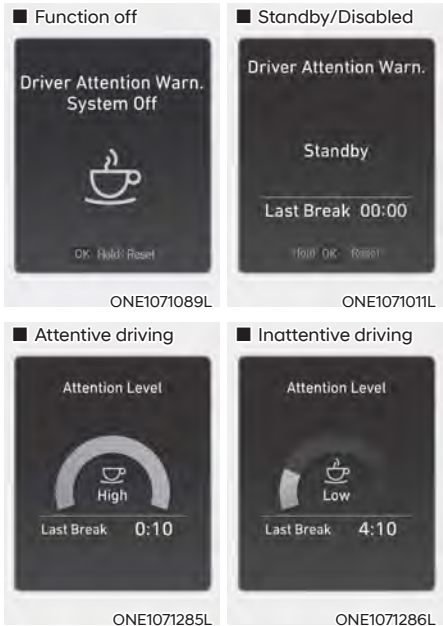 ■ Function off
Driver Attention Warn.
System Off
OK Hold: Reset
ONE1071089L
■ Standby/Disabled
Driver Attention Warn.
Standby
Last Break 00:00
Hold OK Reset
ONE1071011L
■ Attentive driving
Attention Level
High
Last Break 0:10
ONE1071285L
■ Inattentive driving
Attention Level
Low
Last Break 4:10
ONE1071286L